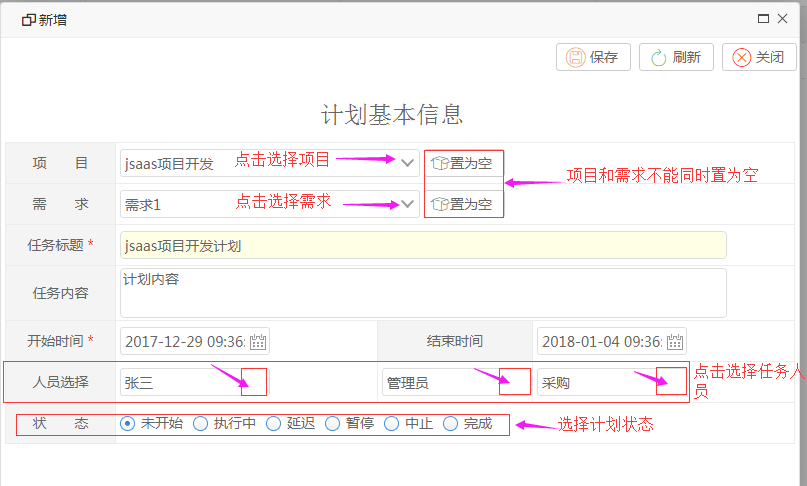 新增
保存 刷新 关闭
计划基本信息
项 目 jsaas项目开发 点击选择项目 置为空
项目和需求不能同时置为空
需 求 需求1 点击选择需求 置为空
任务标题 * jsaas项目开发计划
任务内容 计划内容
开始时间 * 2017-12-29 09:36: 结束时间 2018-01-04 09:36:
人员选择 张三 管理员 采购
点击选择任务人
员
状 态 未开始 执行中 延迟 暂停 中止 完成 选择计划状态